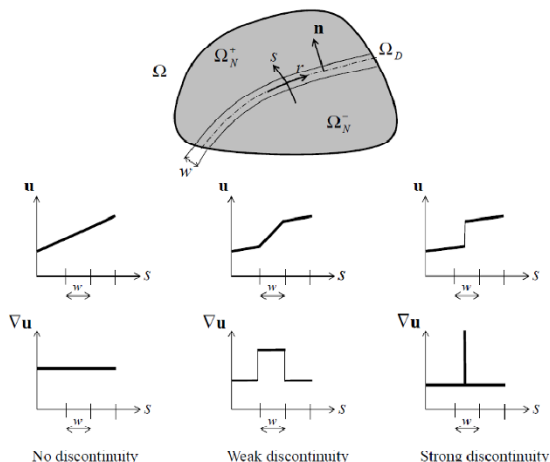 n
Ω Ω_N^+ s Ω_D
r
Ω_N^-
w
u u u
w s w s w s
∇u ∇u ∇u
w s w s w s
No discontinuity Weak discontinuity Strong discontinuity